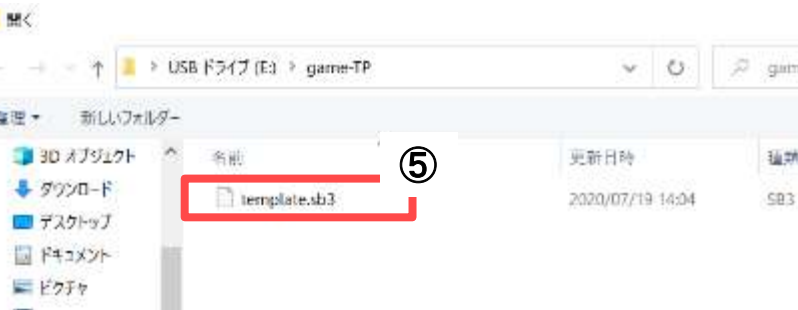 開く
USB ドライブ (E:) > game-TP
gam
整理 新しいフォルダー
名前 更新日時 種類
⑤
template.sb3 2020/07/19 14:04 SB3
3D オブジェクト
ダウンロード
デスクトップ
ドキュメント
ピクチャ